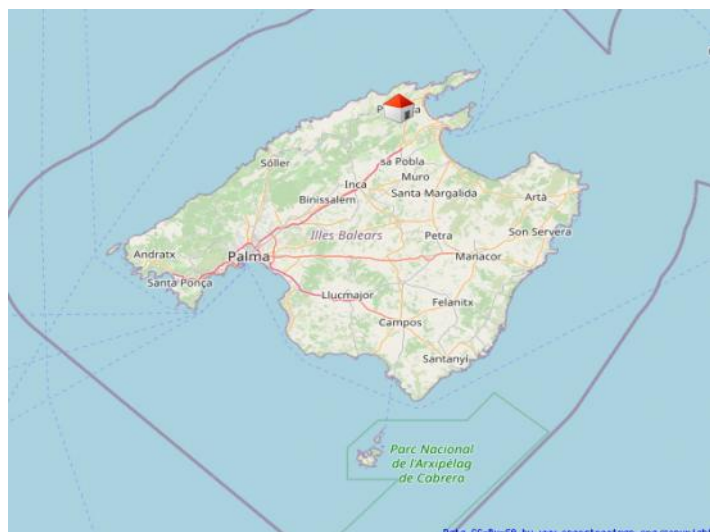 sa Pobla
Sóller
Muro
Inca
Santa Margalida
Artà
Binissalem
Illes Balears
Petra
Son Servera
Andratx
Palma
Manacor
Santa Ponça
Llucmajor
Felanitx
Campos
Santanyí
Parc Nacional
de l'Arxipèlag
de Cabrera